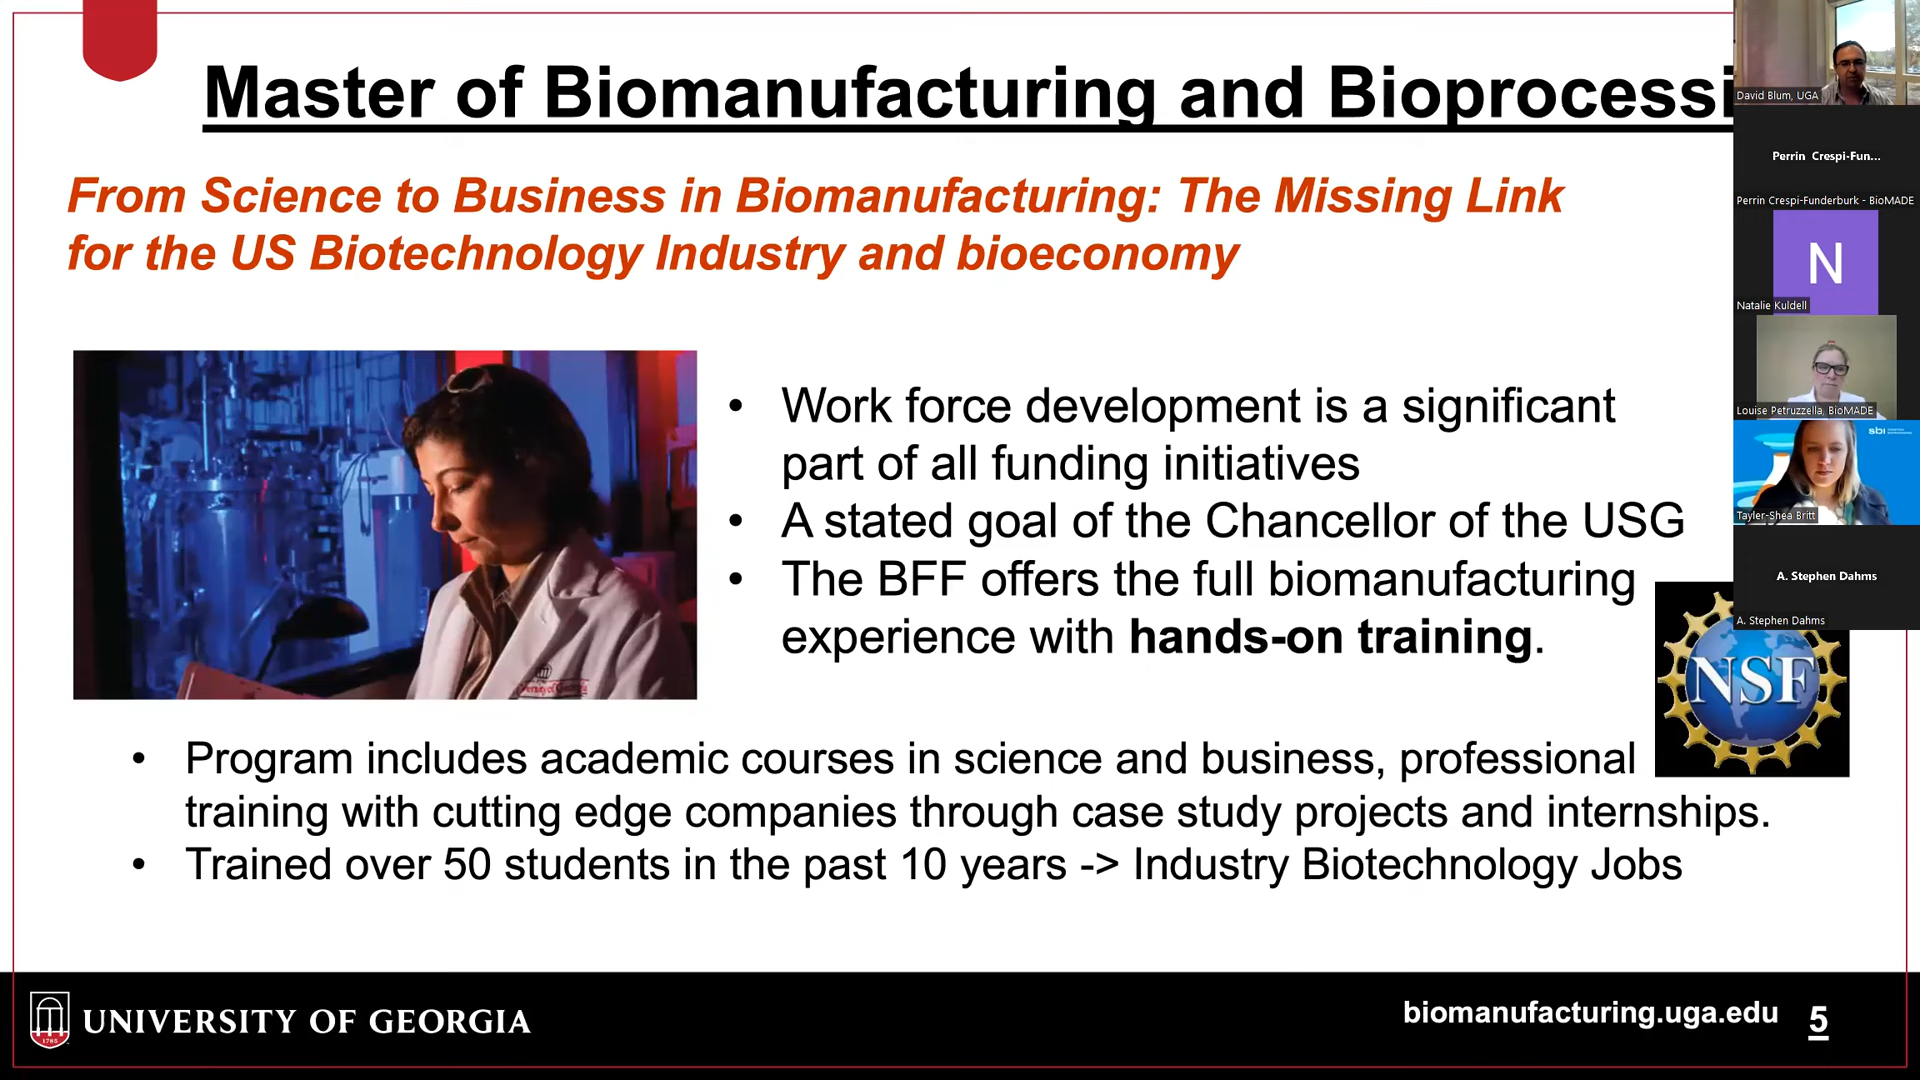 Master of Biomanufacturing and Bioprocessi
From Science to Business in Biomanufacturing: The Missing Link
for the US Biotechnology Industry and bioeconomy
• Work force development is a significant
part of all funding initiatives
• A stated goal of the Chancellor of the USG
• The BFF offers the full biomanufacturing
experience with hands-on training.
NSF
• Program includes academic courses in science and business, professional
training with cutting edge companies through case study projects and internships.
• Trained over 50 students in the past 10 years -> Industry Biotechnology Jobs
1785
UNIVERSITY OF GEORGIA
biomanufacturing.uga.edu
5
David Blum, UGA
Perrin Crespi-Fun...
Perrin Crespi-Funderburk - BioMADE
N
Natalie Kuldell
Louise Petruzzella, BioMADE
sbi
Tayler-Shea Britt
A. Stephen Dahms
A. Stephen Dahms